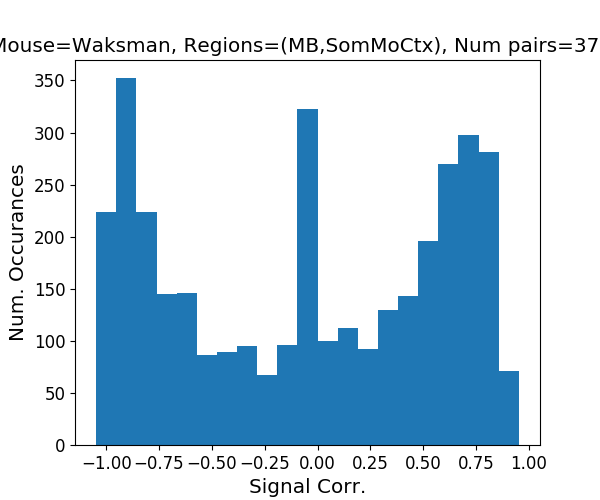 Mouse=Waksman, Regions=(MB,SomMoCtx), Num pairs=37
Num. Occurances
350
300
250
200
150
100
50
0
−1.00 −0.75 −0.50 −0.25 0.00 0.25 0.50 0.75 1.00
Signal Corr.